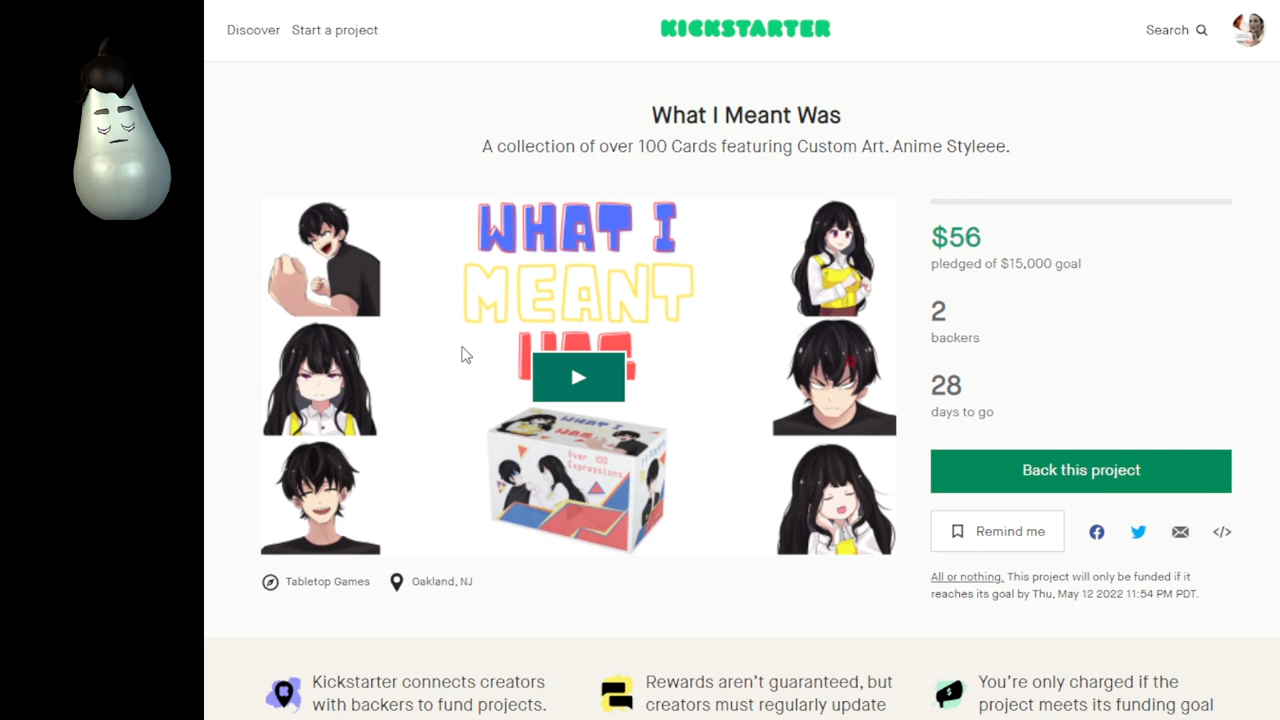 Discover Start a project
KICKSTARTER
Search
What I Meant Was
A collection of over 100 Cards featuring Custom Art. Anime Styleee.
WHAT I
MEANT
WHAT I
Over 100
Expressions
$56
pledged of $15,000 goal
2
backers
28
days to go
Back this project
Remind me
All or nothing. This project will only be funded if it
reaches its goal by Thu, May 12 2022 11:54 PM PDT.
Tabletop Games
Oakland, NJ
Kickstarter connects creators
with backers to fund projects.
Rewards aren't guaranteed, but
creators must regularly update
You're only charged if the
project meets its funding goal